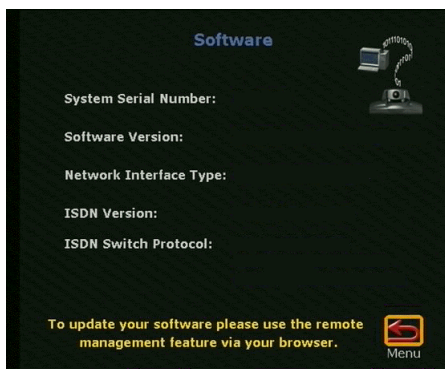 Software
System Serial Number:
Software Version:
Network Interface Type:
ISDN Version:
ISDN Switch Protocol:
To update your software please use the remote
management feature via your browser.
Menu